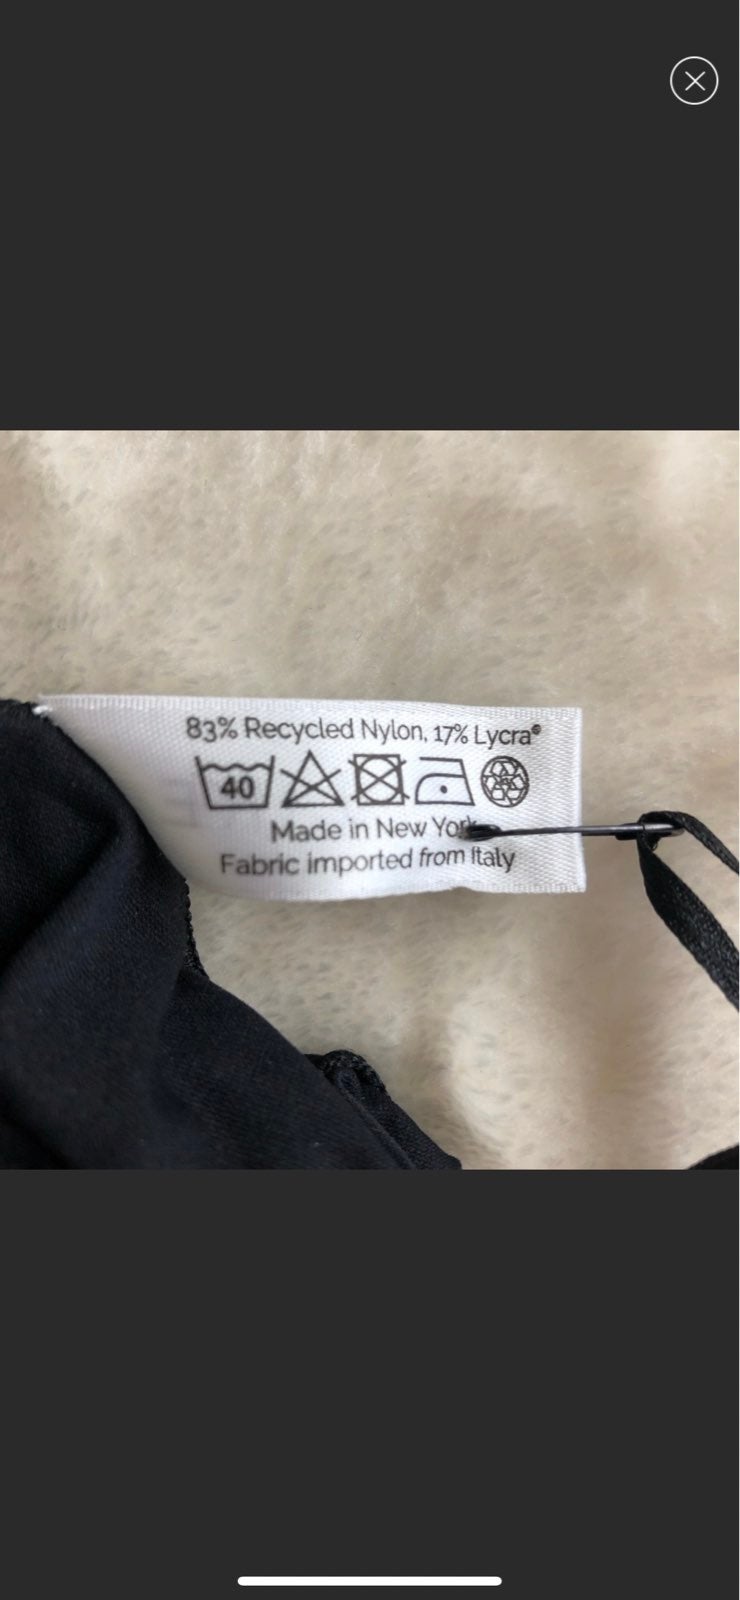 83% Recycled Nylon, 17% Lycra®
40
Made in New York
Fabric imported from Italy